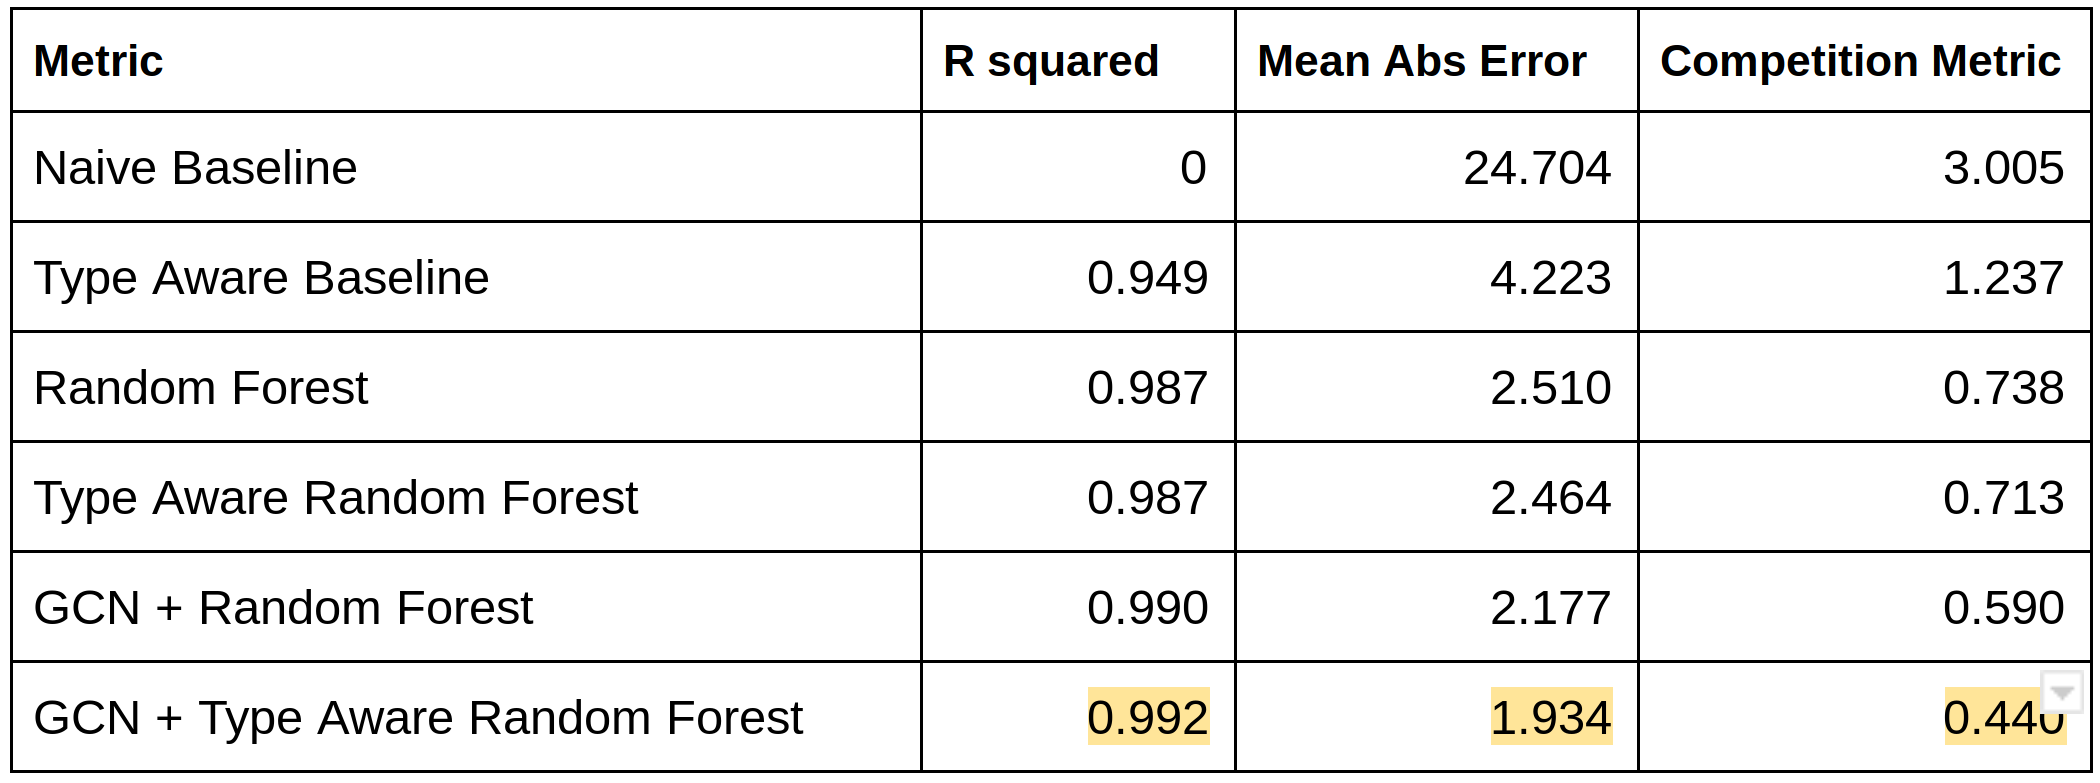 Metric R squared Mean Abs Error Competition Metric
Naive Baseline 0 24.704 3.005
Type Aware Baseline 0.949 4.223 1.237
Random Forest 0.987 2.510 0.738
Type Aware Random Forest 0.987 2.464 0.713
GCN + Random Forest 0.990 2.177 0.590
GCN + Type Aware Random Forest 0.992 1.934 0.440